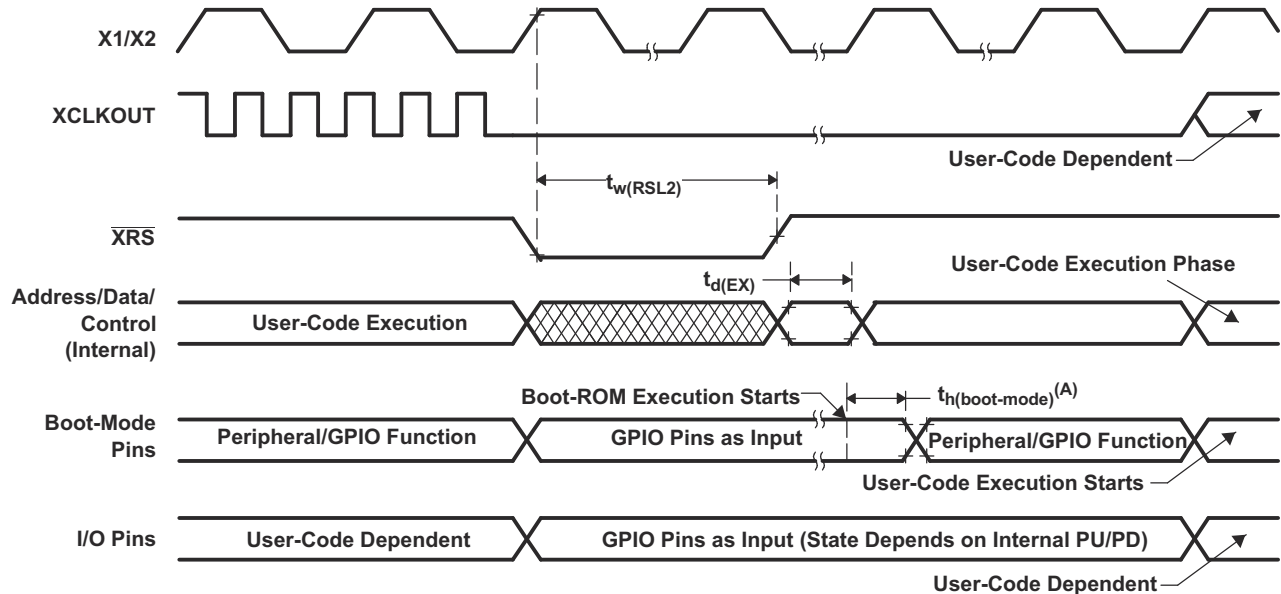 X1/X2
XCLKOUT
User-Code Dependent
tw(RSL2)
XRS
User-Code Execution Phase
td(EX)
Address/Data/
Control
(Internal)
User-Code Execution
Boot-ROM Execution Starts
th(boot-mode)(A)
Boot-Mode
Pins
Peripheral/GPIO Function
GPIO Pins as Input
Peripheral/GPIO Function
User-Code Execution Starts
I/O Pins
User-Code Dependent
GPIO Pins as Input (State Depends on Internal PU/PD)
User-Code Dependent